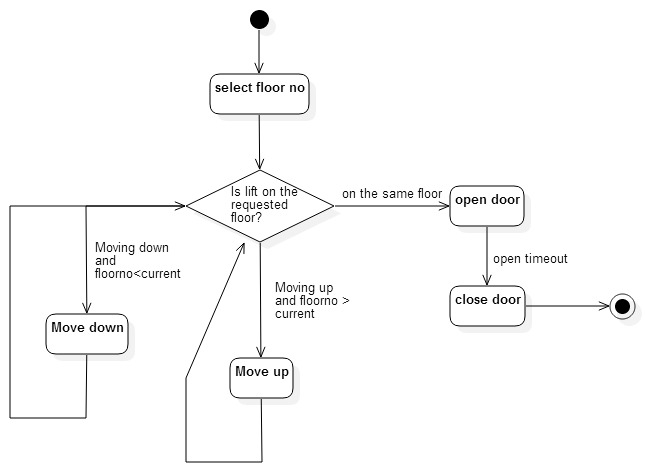 select floor no
Is lift on the
requested
floor?
on the same floor
open door
Moving down
and
floorno<current
open timeout
Moving up
and floorno >
current
close door
Move down
Move up